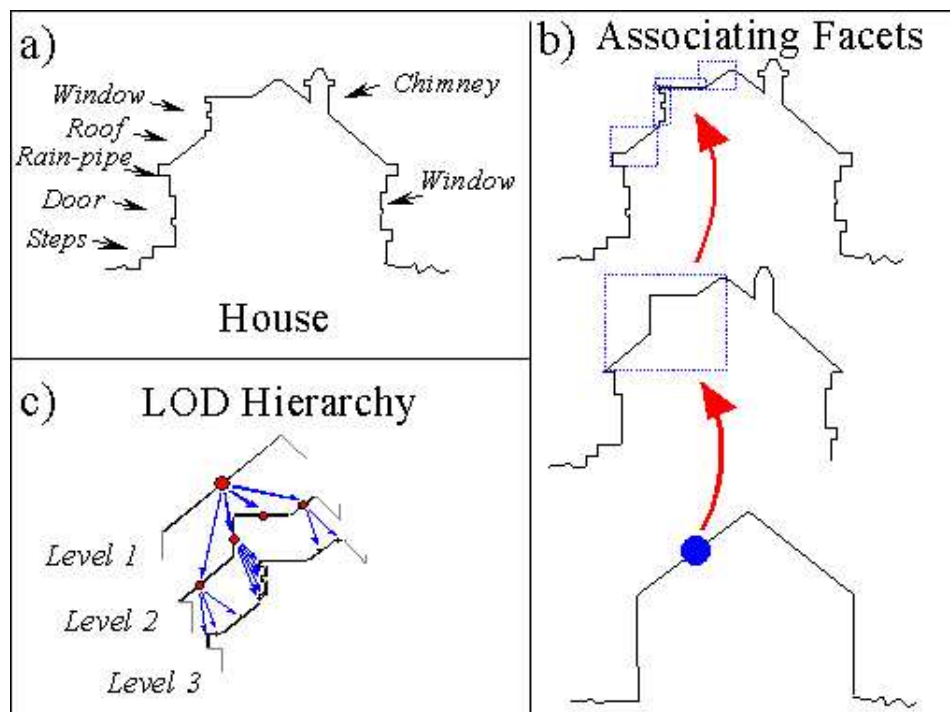 a)
Window
Chimney
Roof
Rain-pipe
Window
Door
Steps
House
b) Associating Facets
c) LOD Hierarchy
Level 1
Level 2
Level 3